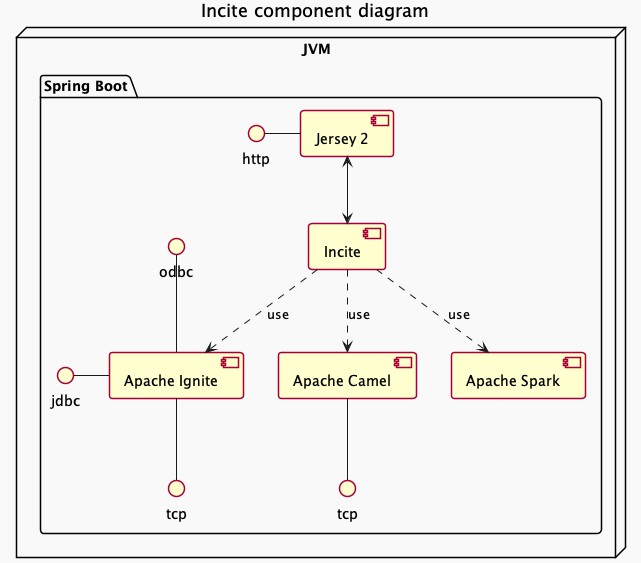 Incite component diagram
JVM
Spring Boot
Jersey 2
http
Incite
odbc
use
use
use
Apache Ignite
Apache Camel
Apache Spark
jdbc
tcp
tcp